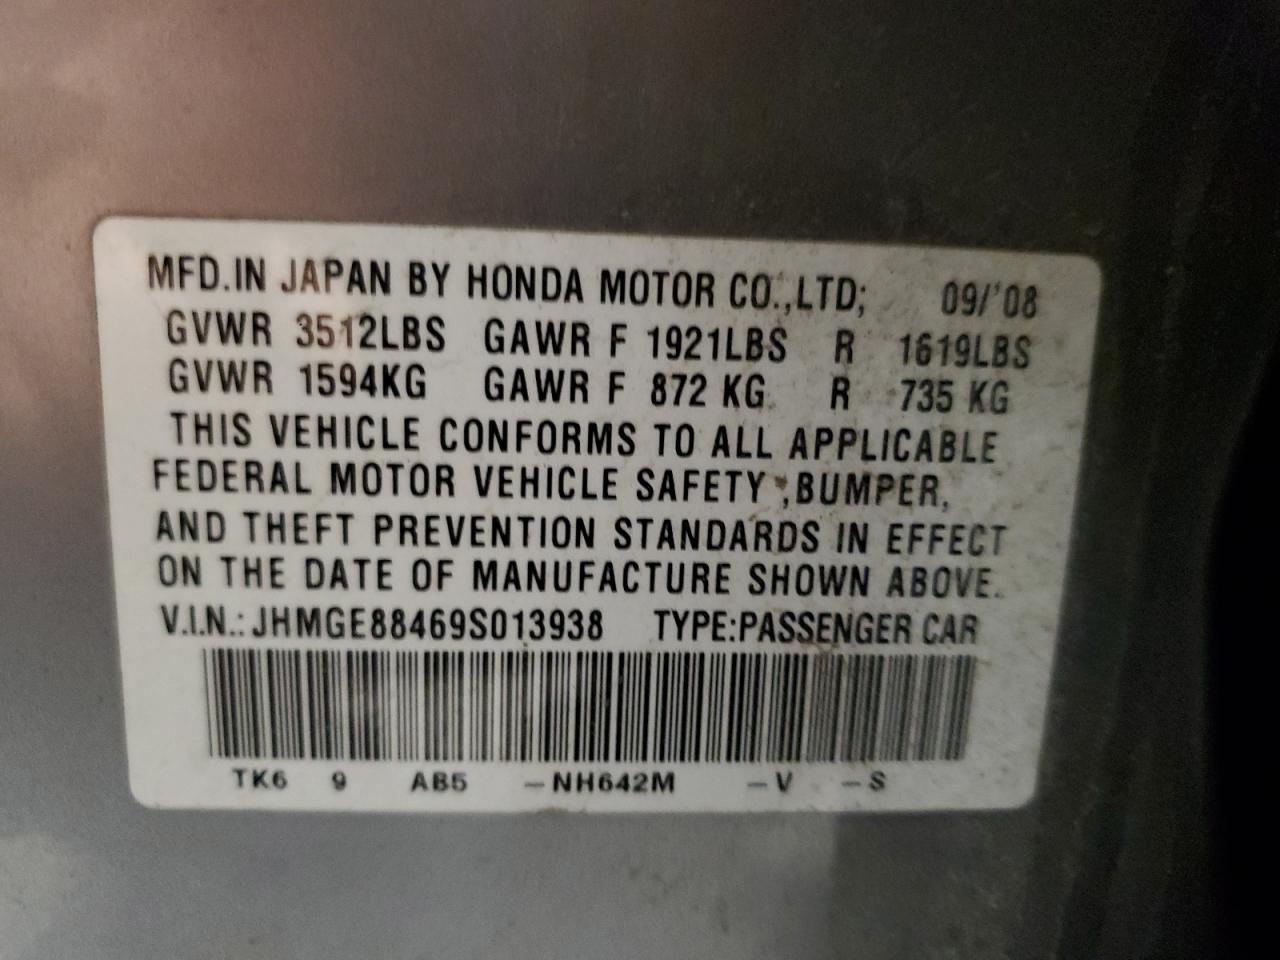 MFD.IN JAPAN BY HONDA MOTOR CO.,LTD; 09/'08
GVWR 3512LBS GAWR F 1921LBS R 1619LBS
GVWR 1594KG GAWR F 872 KG R 735 KG
THIS VEHICLE CONFORMS TO ALL APPLICABLE
FEDERAL MOTOR VEHICLE SAFETY ,BUMPER,
AND THEFT PREVENTION STANDARDS IN EFFECT
ON THE DATE OF MANUFACTURE SHOWN ABOVE.
V.I.N.: JHMGE88469S013938 TYPE:PASSENGER CAR
TK6 9 AB5 -NH642M -V -S